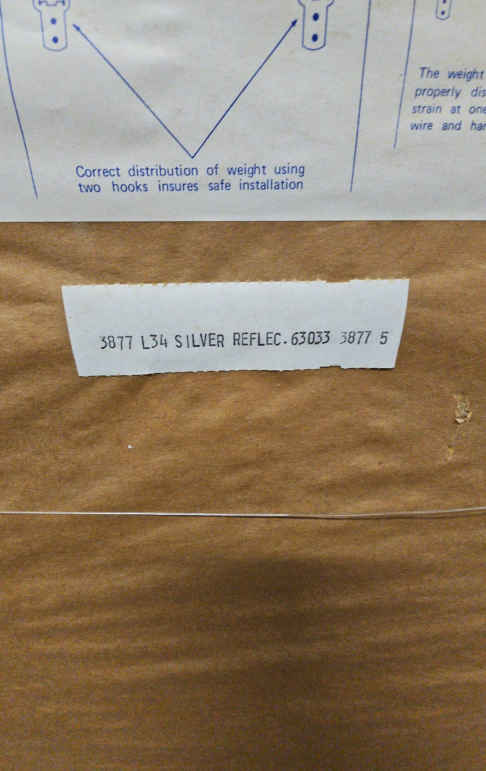 Correct distribution of weight using
two hooks insures safe installation
The weight
properly dis
strain at one
wire and han
3877 L34 SILVER REFLEC. 63033 3877 5